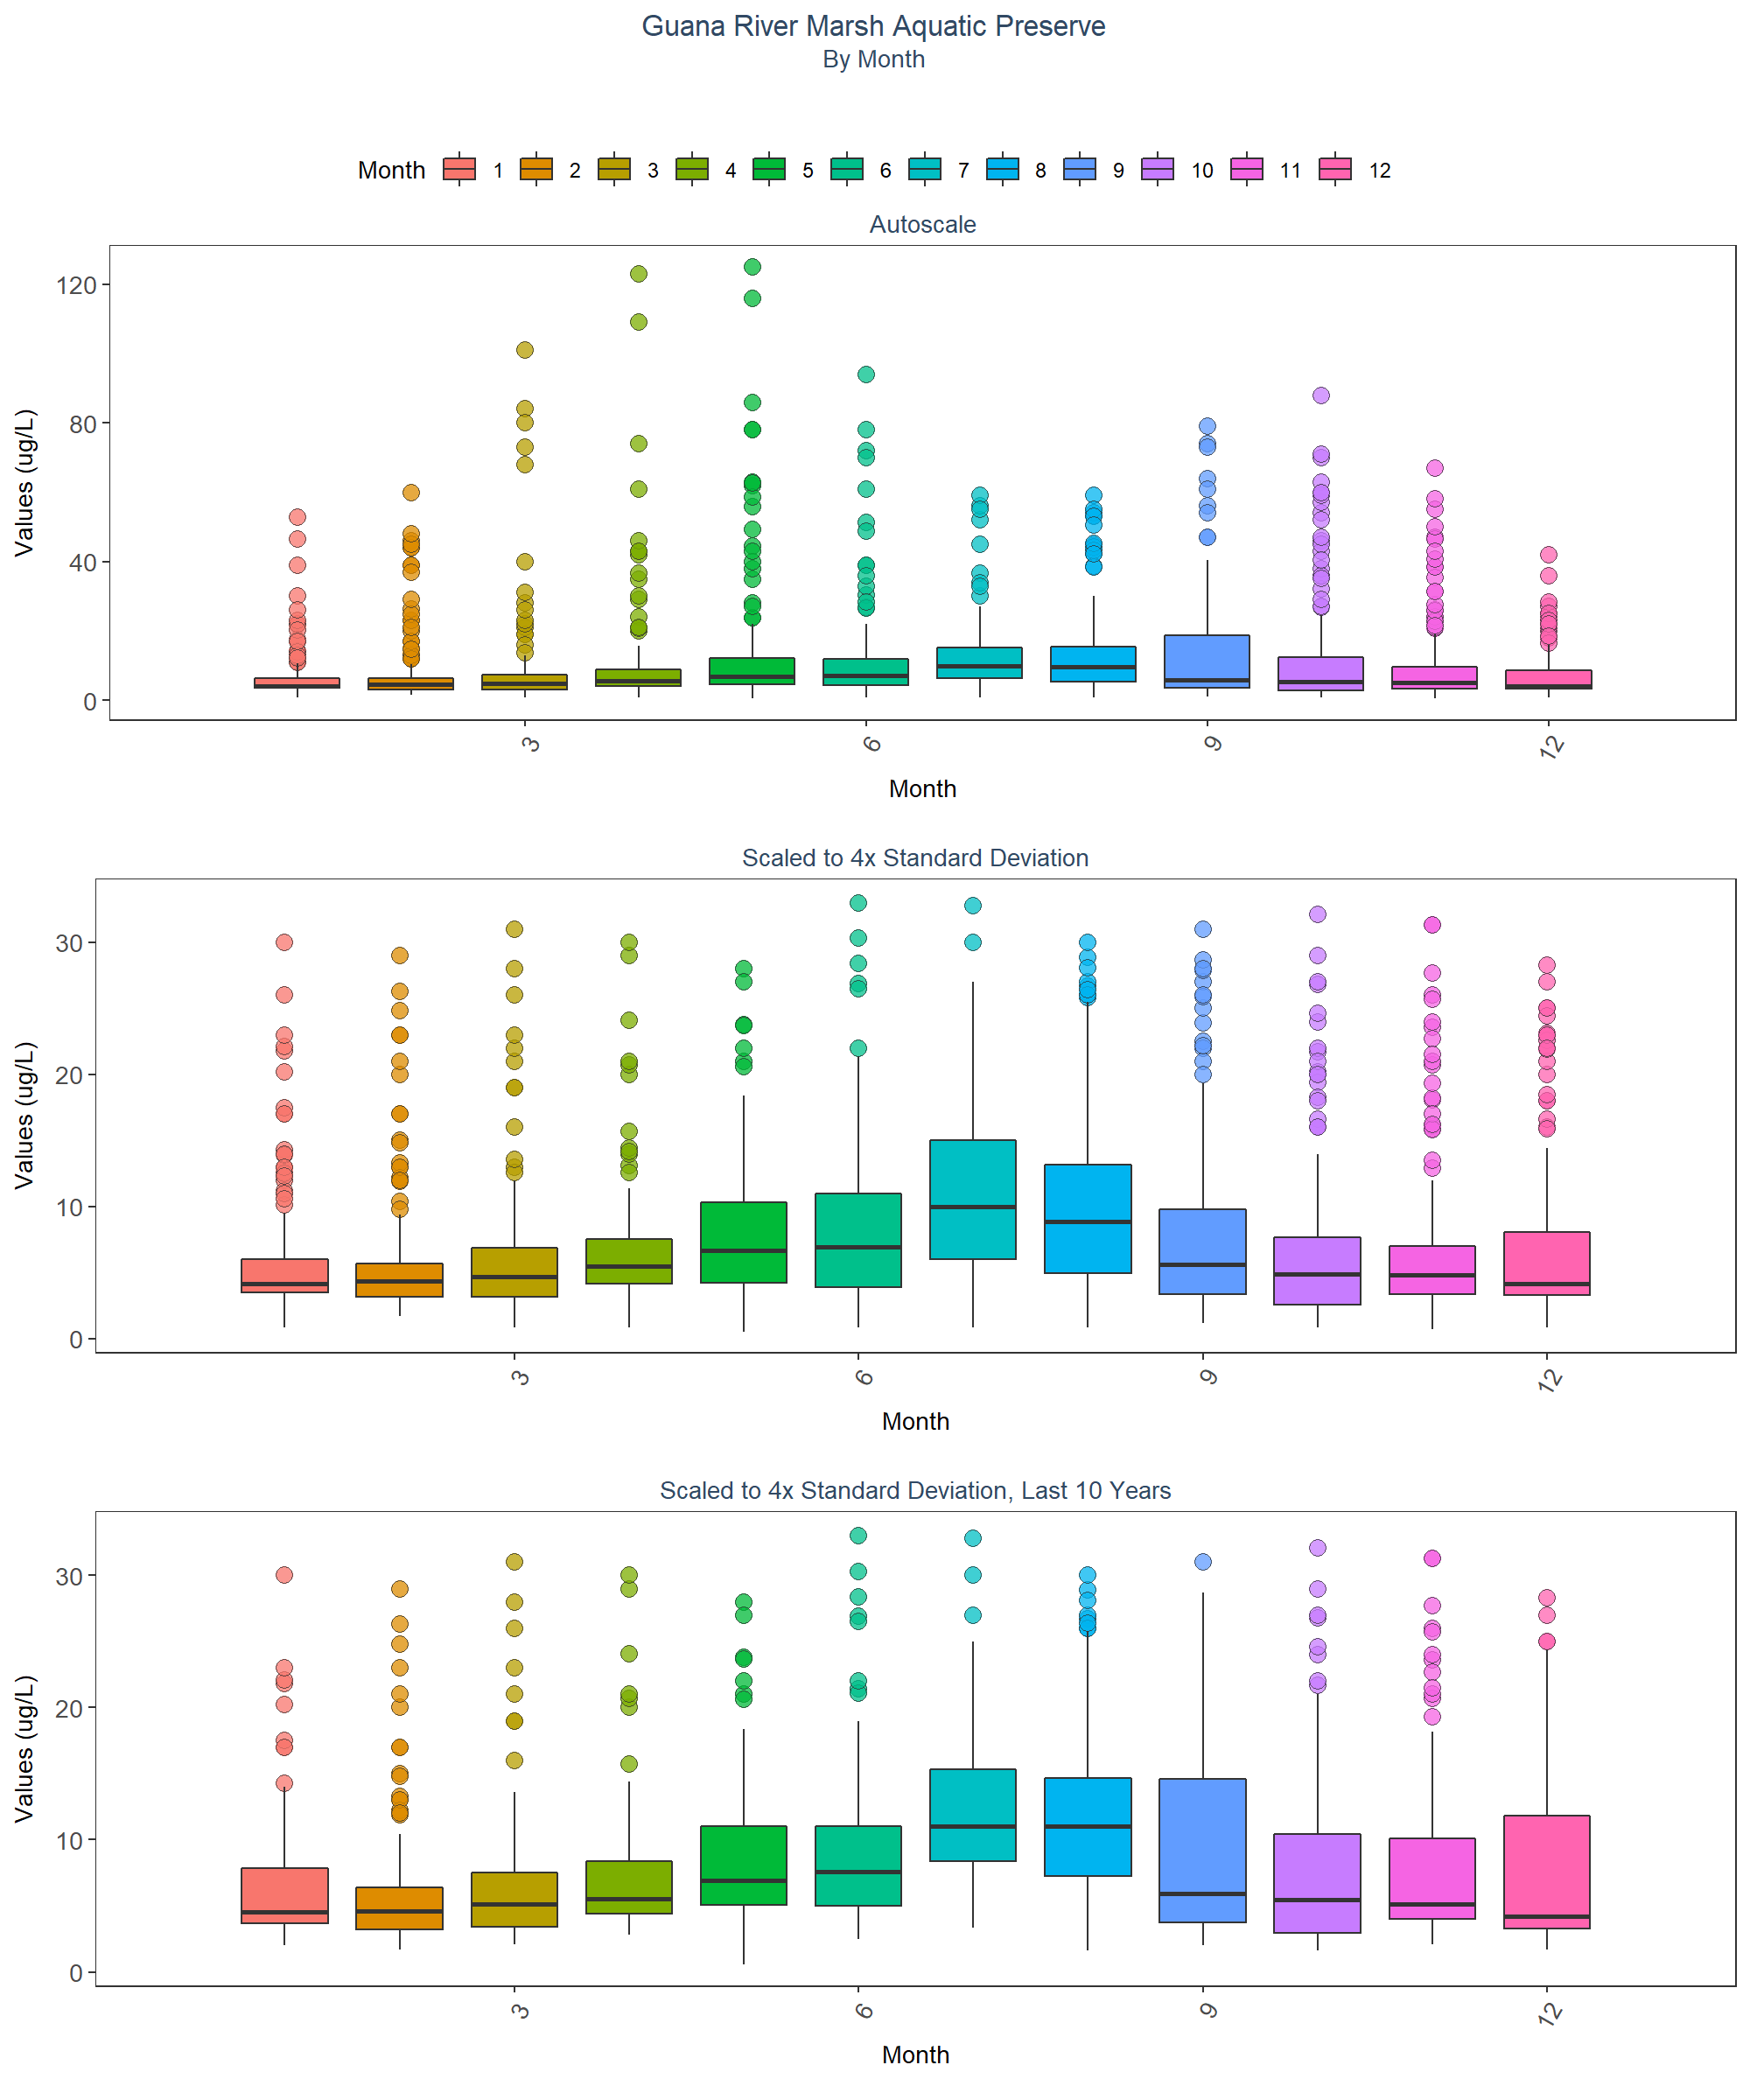 Guana River Marsh Aquatic Preserve
By Month
Month 1 2 3 4 5 6 7 8 9 10 11 12
Autoscale
Values (ug/L)
120
80
40
0
3 6 9 12
Month
Scaled to 4x Standard Deviation
Values (ug/L)
30
20
10
0
3 6 9 12
Month
Scaled to 4x Standard Deviation, Last 10 Years
Values (ug/L)
30
20
10
0
3 6 9 12
Month